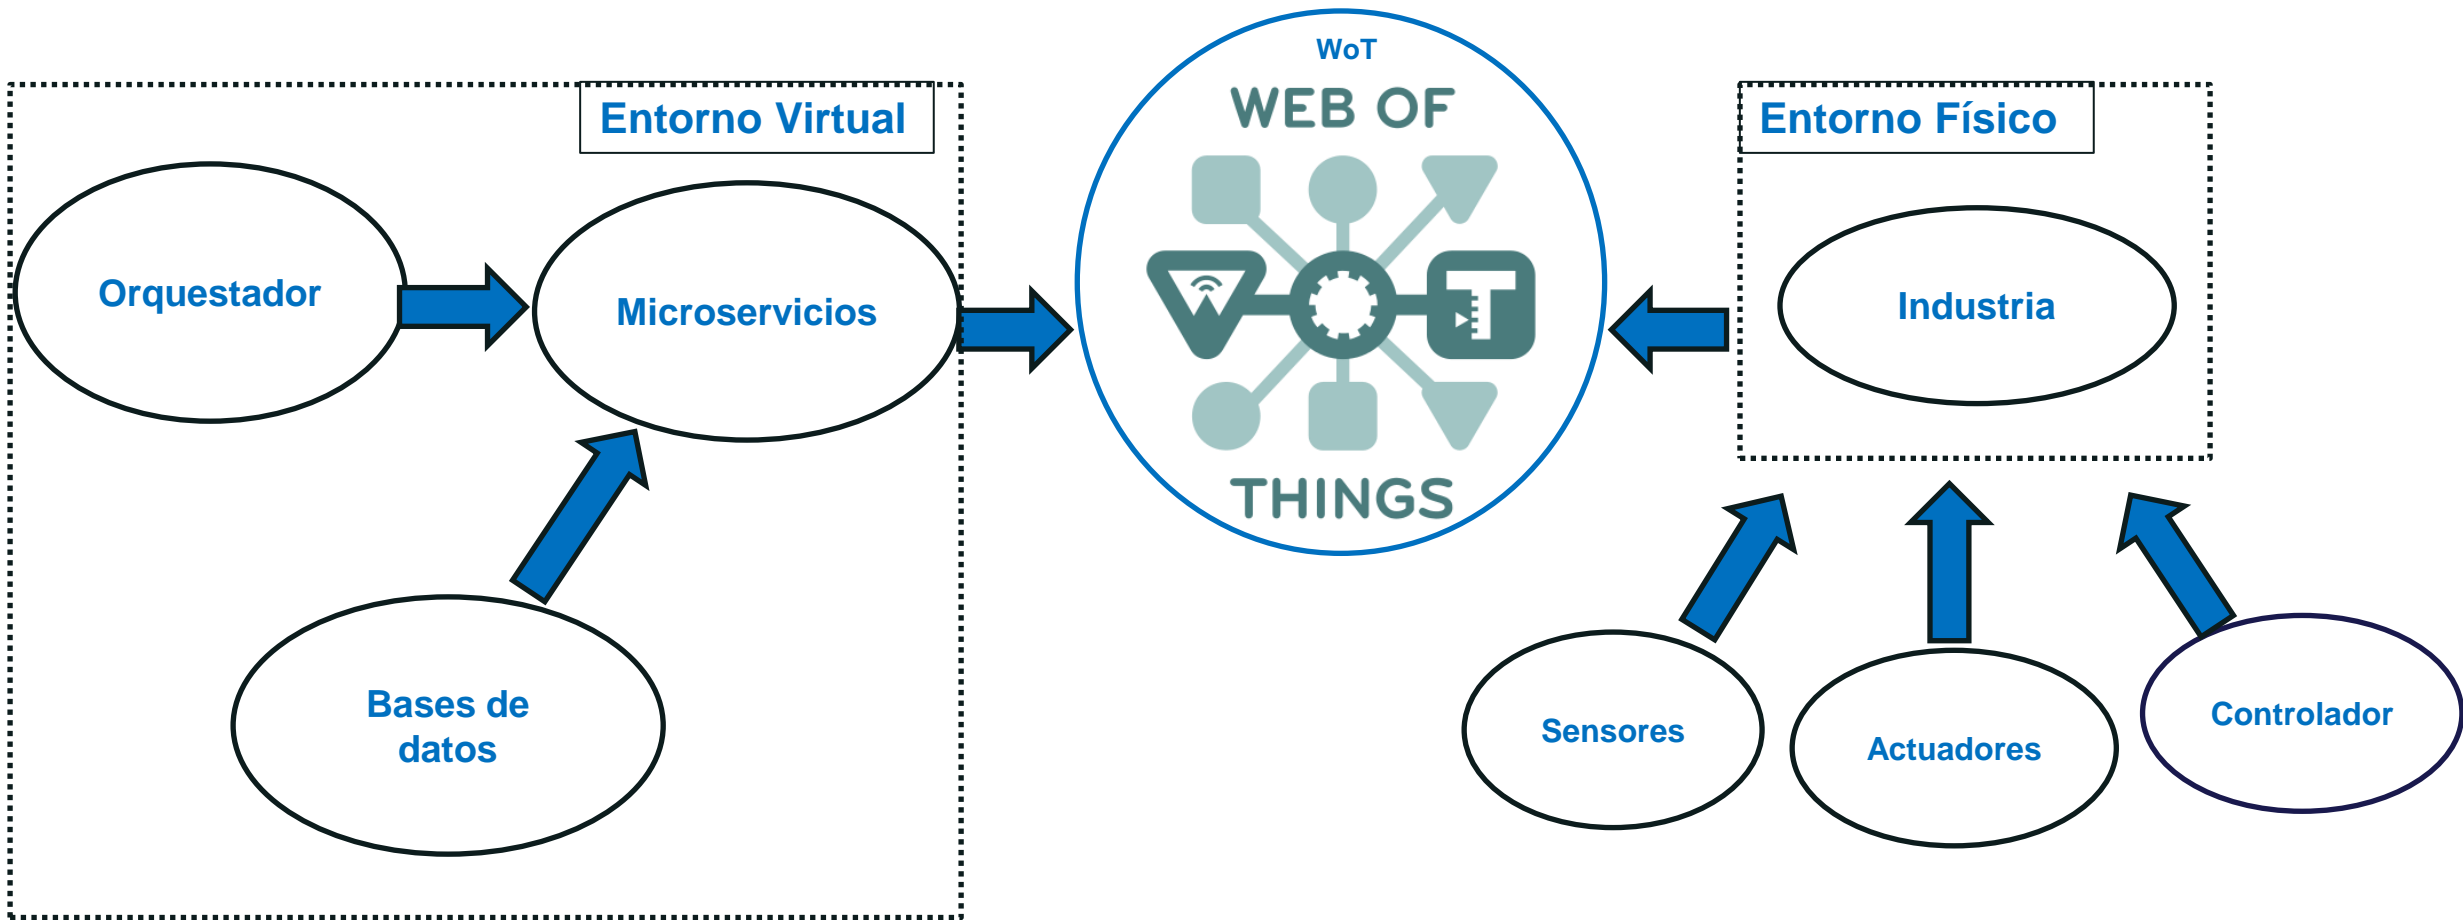 WoT
WEB OF
THINGS
Entorno Virtual
Orquestador
Microservicios
Bases de
datos
Entorno Físico
Industria
Sensores
Actuadores
Controlador